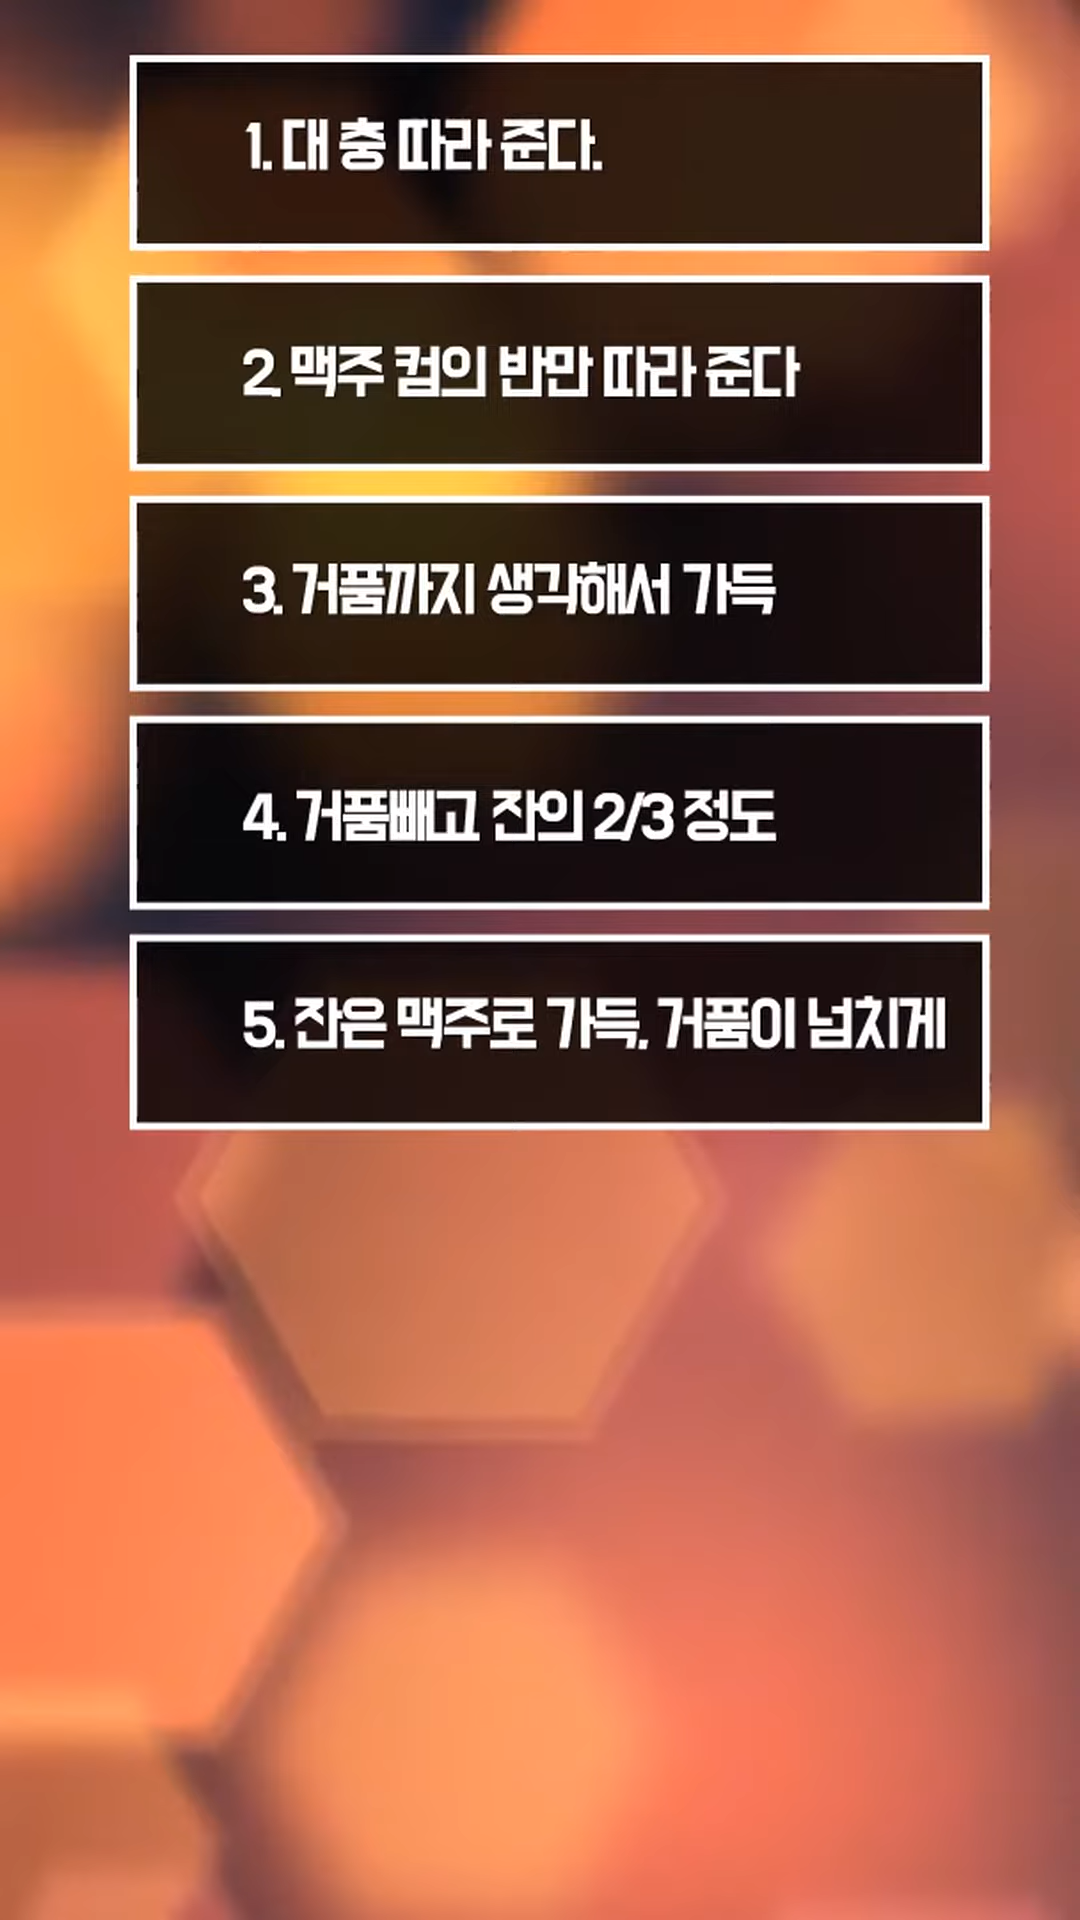 1. 대 충 따라 준다.
2. 맥주 컵의 반만 따라 준다
3. 거품까지 생각해서 가득
4. 거품빼고 잔의 2/3 정도
5. 잔은 맥주로 가득, 거품이 넘치게